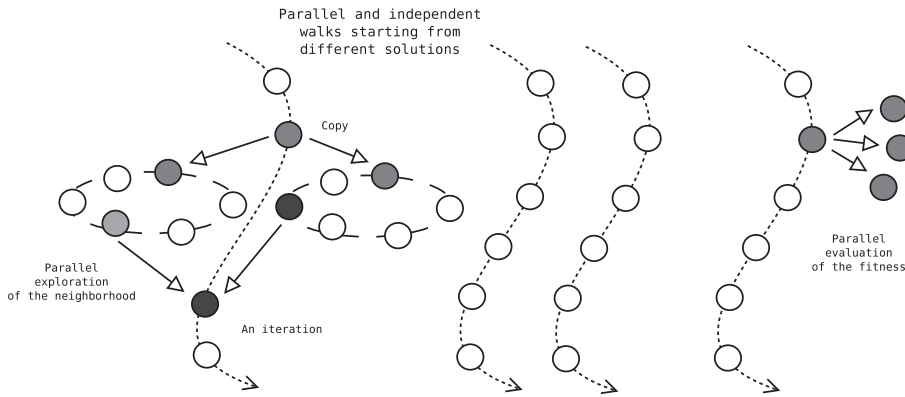 Parallel and independent
walks starting from
different solutions
Copy
Parallel
exploration
of the neighborhood
An iteration
Parallel
evaluation
of the fitness